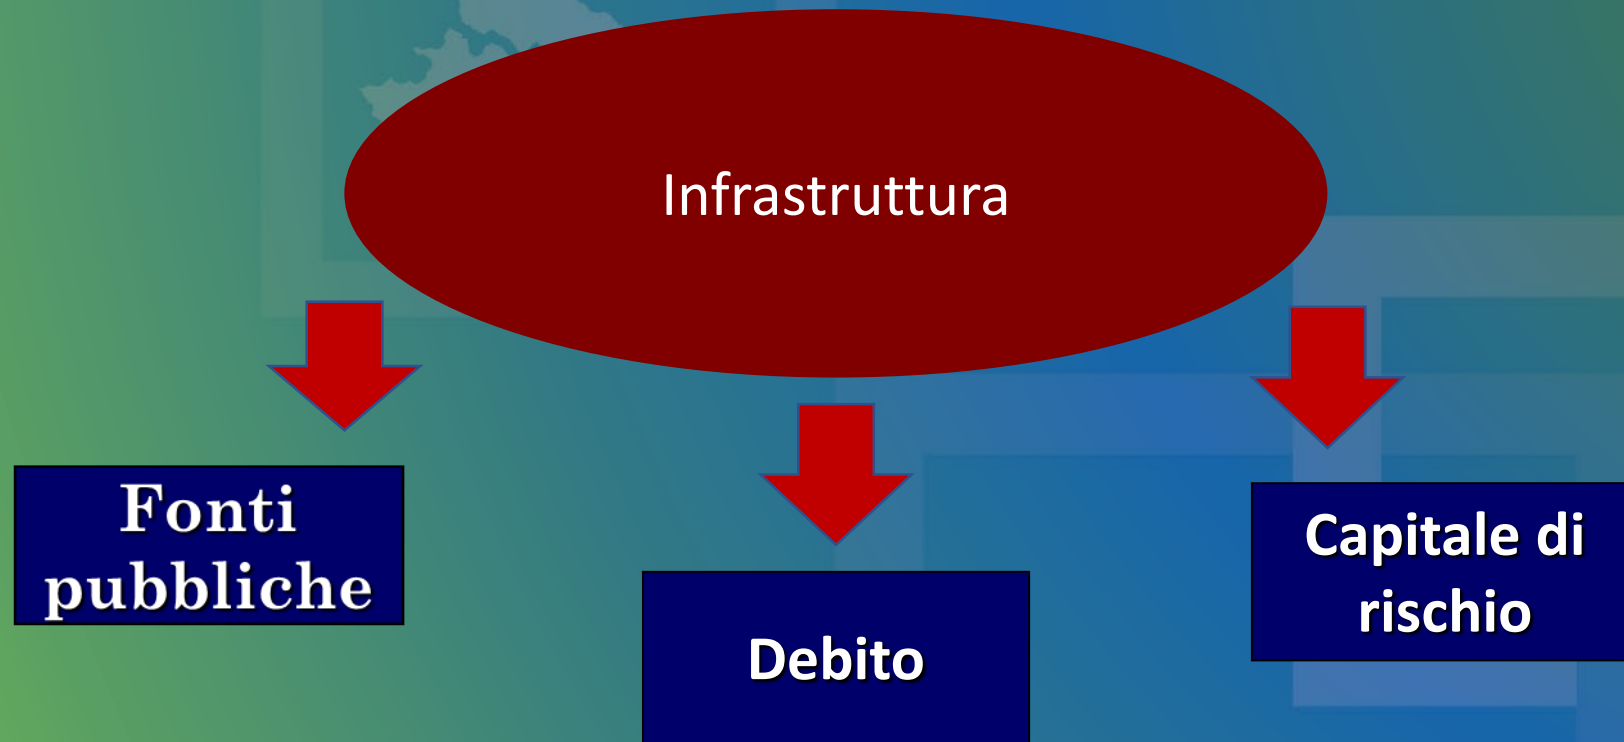 Infrastruttura
Fonti
pubbliche
Debito
Capitale di
rischio